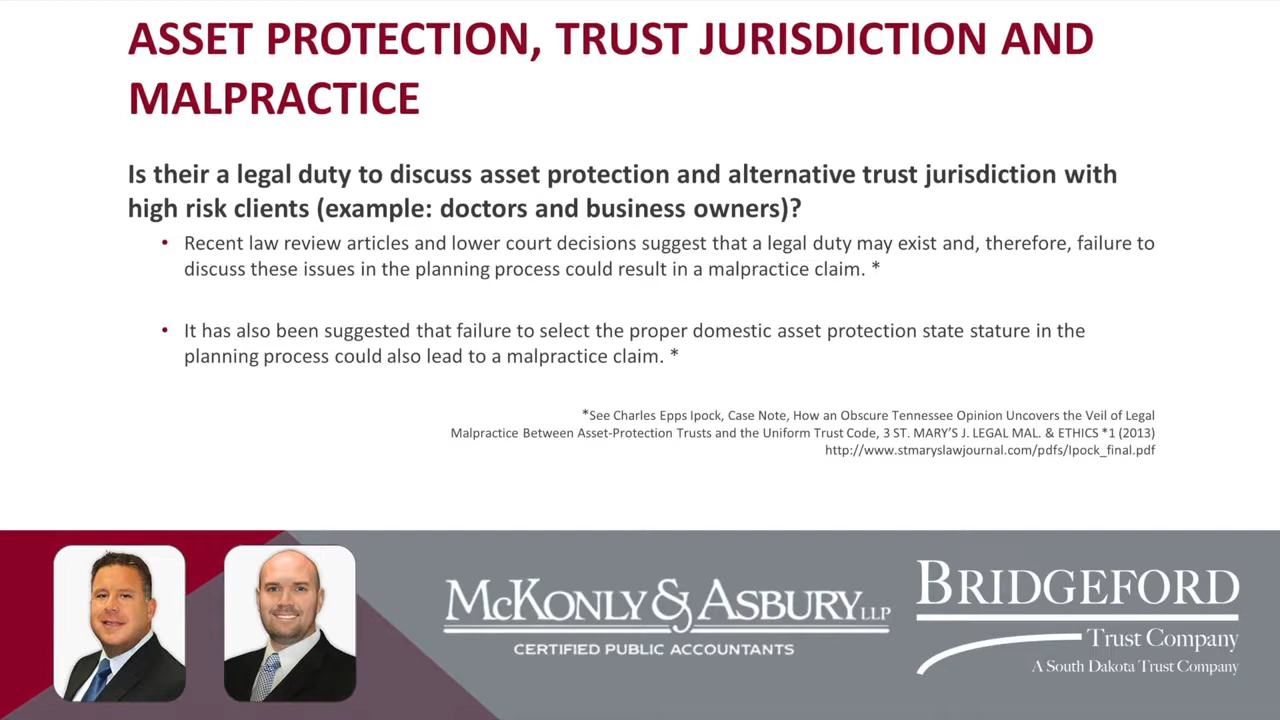 ASSET PROTECTION, TRUST JURISDICTION AND
MALPRACTICE
Is their a legal duty to discuss asset protection and alternative trust jurisdiction with
high risk clients (example: doctors and business owners)?
• Recent law review articles and lower court decisions suggest that a legal duty may exist and, therefore, failure to
discuss these issues in the planning process could result in a malpractice claim. *
• It has also been suggested that failure to select the proper domestic asset protection state stature in the
planning process could also lead to a malpractice claim. *
*See Charles Epps Ipock, Case Note, How an Obscure Tennessee Opinion Uncovers the Veil of Legal
Malpractice Between Asset-Protection Trusts and the Uniform Trust Code, 3 ST. MARY’S J. LEGAL MAL. & ETHICS *1 (2013)
http://www.stmaryslawjournal.com/pdfs/Ipock_final.pdf
McKONLY & ASBURY LLP
CERTIFIED PUBLIC ACCOUNTANTS
BRIDGEFORD
Trust Company
A South Dakota Trust Company